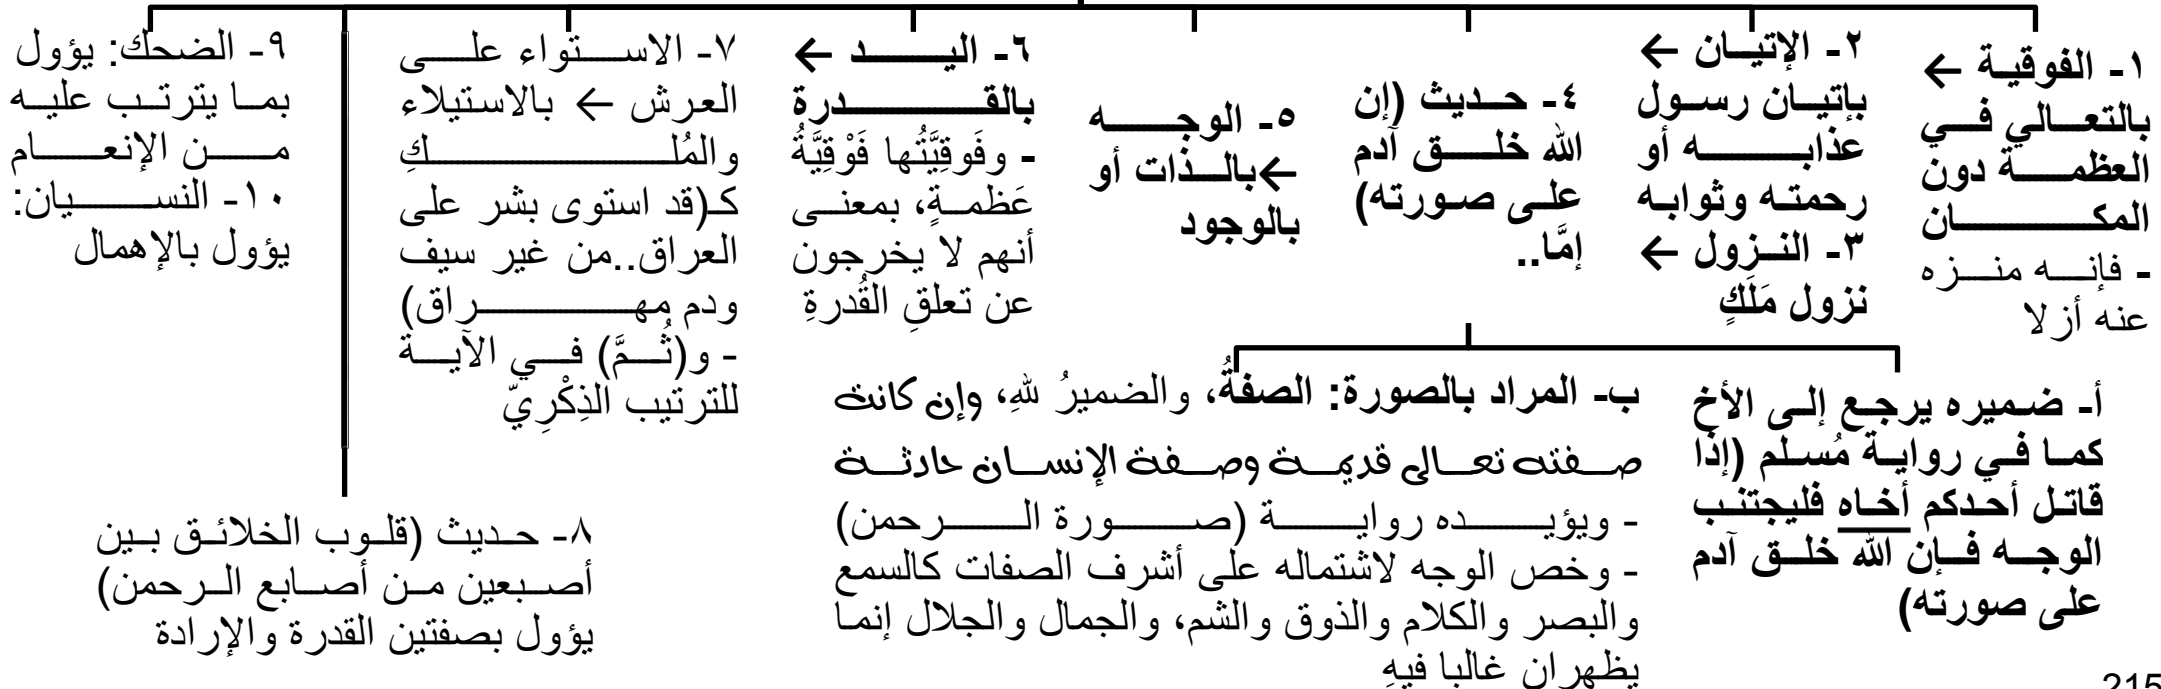 ١- الفوقية ←
بالتعالي في
العظمة دون
المكان
- فإنه منزه
عنه أزلا
٢- الإتيان ←
بإتيان رسول
عذابه أو
رحمته وثوابه
٣- النزول ←
نزول مَلَكٍ
٤- حديث (إن
الله خلق آدم
على صورته)
إمَّا..
أ- ضميره يرجع إلى الأخ
كما في رواية مُسلم (إذا
قاتل أحدكم أخاه فليجتنب
الوجه فإن الله خلق آدم
على صورته)
ب- المراد بالصورة: الصفةُ، والضميرُ للهِ، وإن كانت
صفته تعالى قديمة وصفة الإنسان حادثة
- ويؤيده رواية (صورة الرحمن)
- وخص الوجه لاشتماله على أشرف الصفات كالسمع
والبصر والكلام والذوق والشم، والجمال والجلال إنما
يظهران غالبا فيهِ
٥- الوجه
←بالذات أو
بالوجود
٦- اليد ←
بالقدرة
- وفَوقِيَّتُها فَوْقِيَّةُ
عَظمةٍ، بمعنى
أنهم لا يخرجون
عن تعلقِ القُدرةِ
٧- الاستواء على
العرش ← بالاستيلاء
والمُلكِ
كـ(قد استوى بشر على
العراق..من غير سيف
ودم مهراق)
- و(ثُمَّ) في الآية
للترتيب الذِكْرِيّ
٨- حديث (قلوب الخلائق بين
أصبعين من أصابع الرحمن)
يؤول بصفتين القدرة والإرادة
٩- الضحك: يؤول
بما يترتب عليه
من الإنعام
١٠- النسيان:
يؤول بالإهمال
215